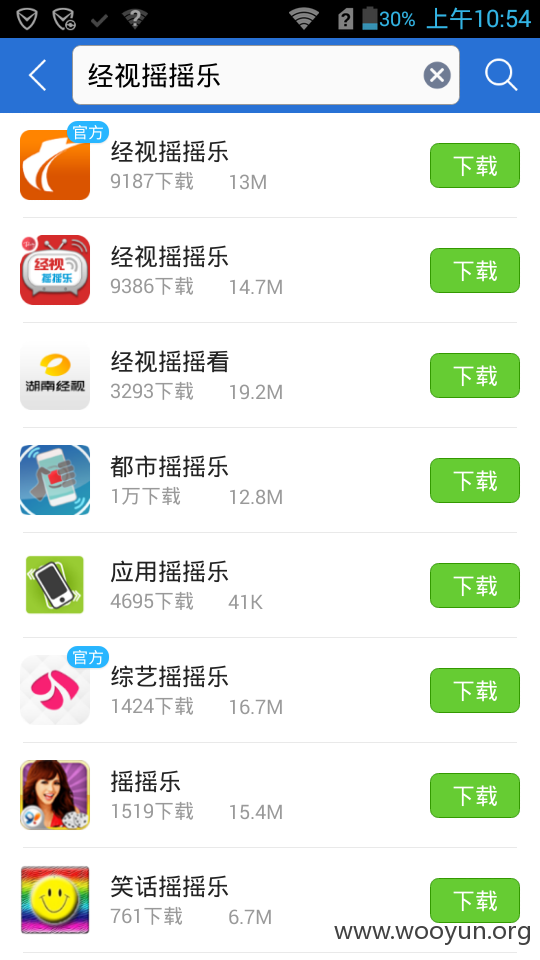 30% 上午10:54
经视摇摇乐
官方
经视摇摇乐
9187下载 13M
下载
经视
摇摇乐
经视摇摇乐
9386下载 14.7M
下载
湖南经视
经视摇摇看
3293下载 19.2M
下载
都市摇摇乐
1万下载 12.8M
下载
应用摇摇乐
4695下载 41K
下载
官方
综艺摇摇乐
1424下载 16.7M
下载
摇摇乐
1519下载 15.4M
下载
笑话摇摇乐
761下载 6.7M
下载
www.wooyun.org